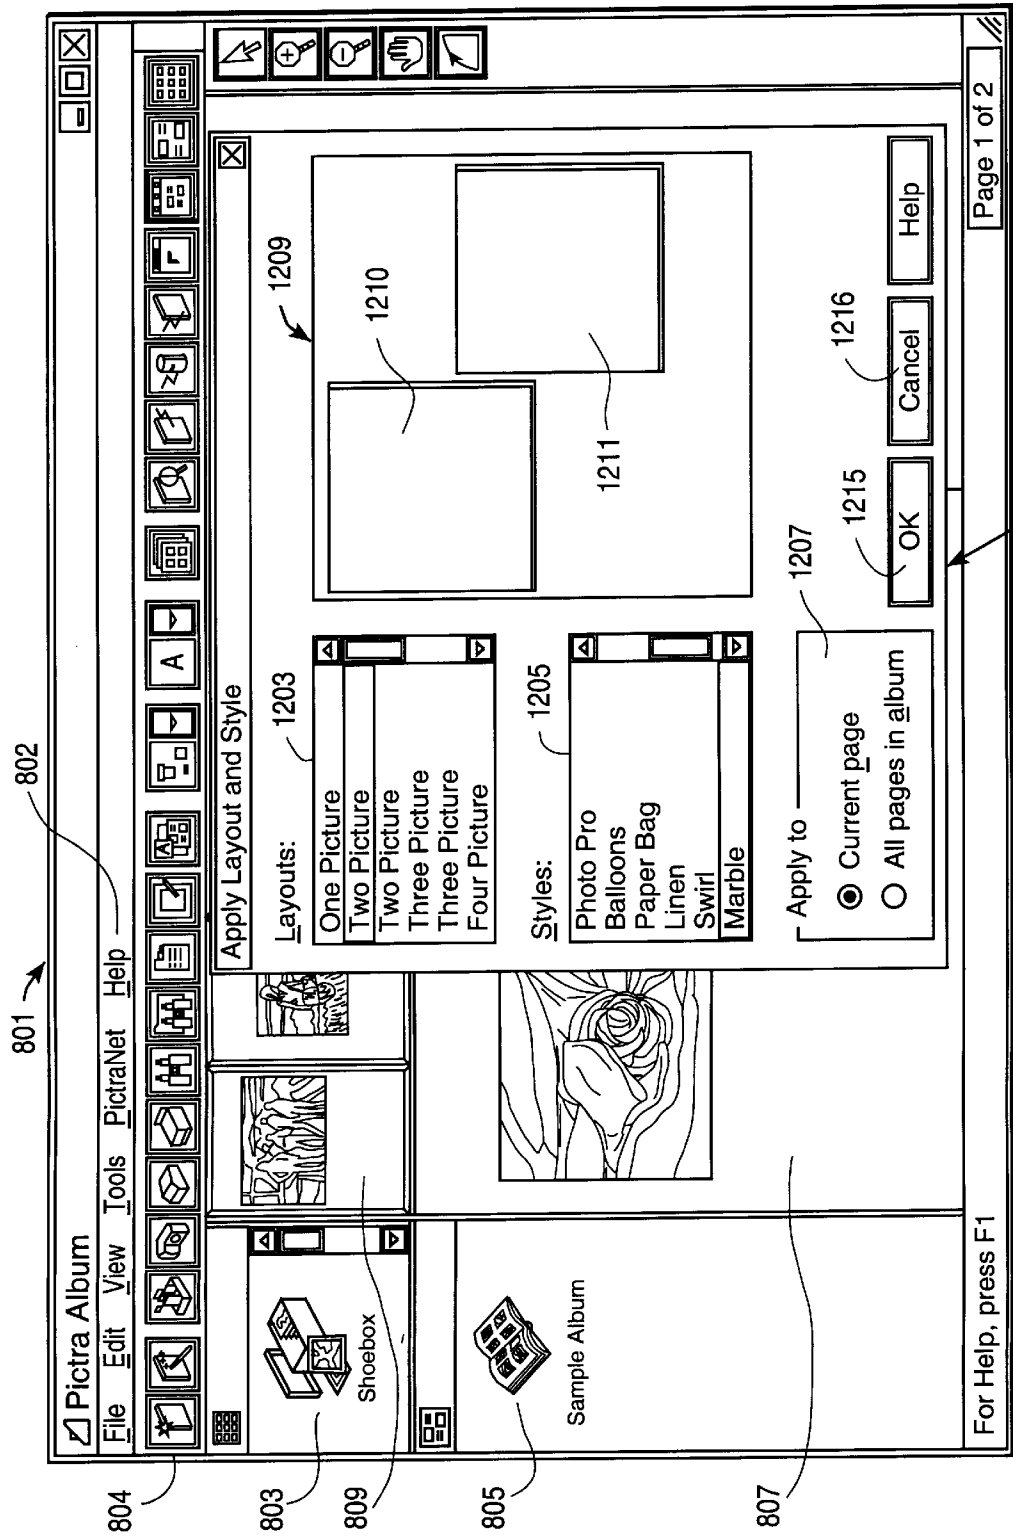 801
802
Pictra Album
File Edit View Tools PictraNet Help
804
A
A
803
Shoebox
809
805
Sample Album
807
Apply Layout and Style
Layouts:
1203
One Picture
Two Picture
Two Picture
Three Picture
Three Picture
Four Picture
Styles:
1205
Photo Pro
Balloons
Paper Bag
Linen
Swirl
Marble
Apply to
1207
Current page
All pages in album
1209
1210
1211
1215
1216
OK
Cancel
Help
For Help, press F1
Page 1 of 2